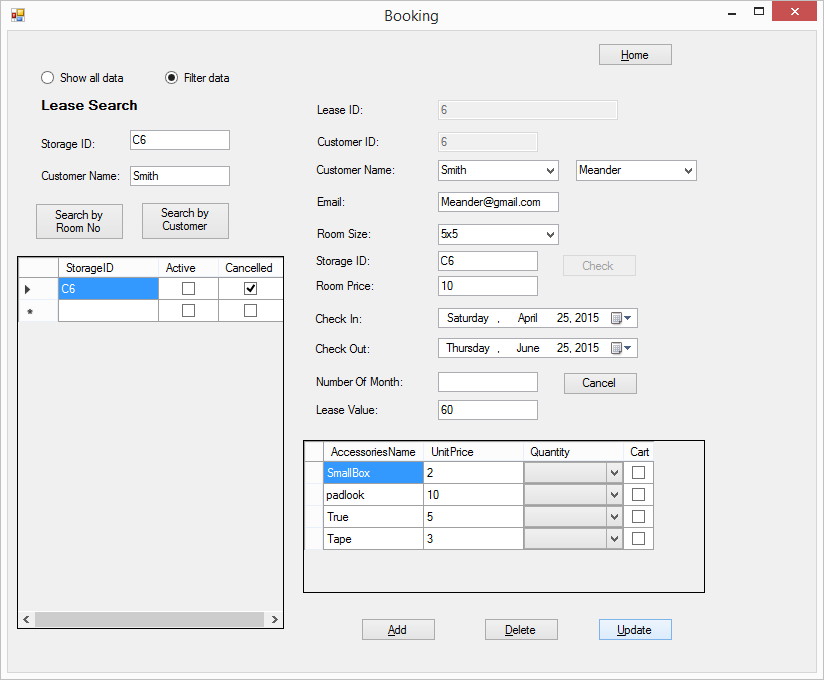 Booking
Home
Show all data Filter data
Lease Search
Storage ID: C6
Customer Name: Smith
Search by Room No
Search by Customer
StorageID Active Cancelled
C6
Lease ID: 6
Customer ID: 6
Customer Name: Smith Meander
Email: Meander@gmail.com
Room Size: 5x5
Storage ID: C6 Check
Room Price: 10
Check In: Saturday , April 25, 2015
Check Out: Thursday , June 25, 2015
Number Of Month: Cancel
Lease Value: 60
AccessoriesName UnitPrice Quantity Cart
SmallBox 2
padlook 10
True 5
Tape 3
Add Delete Update